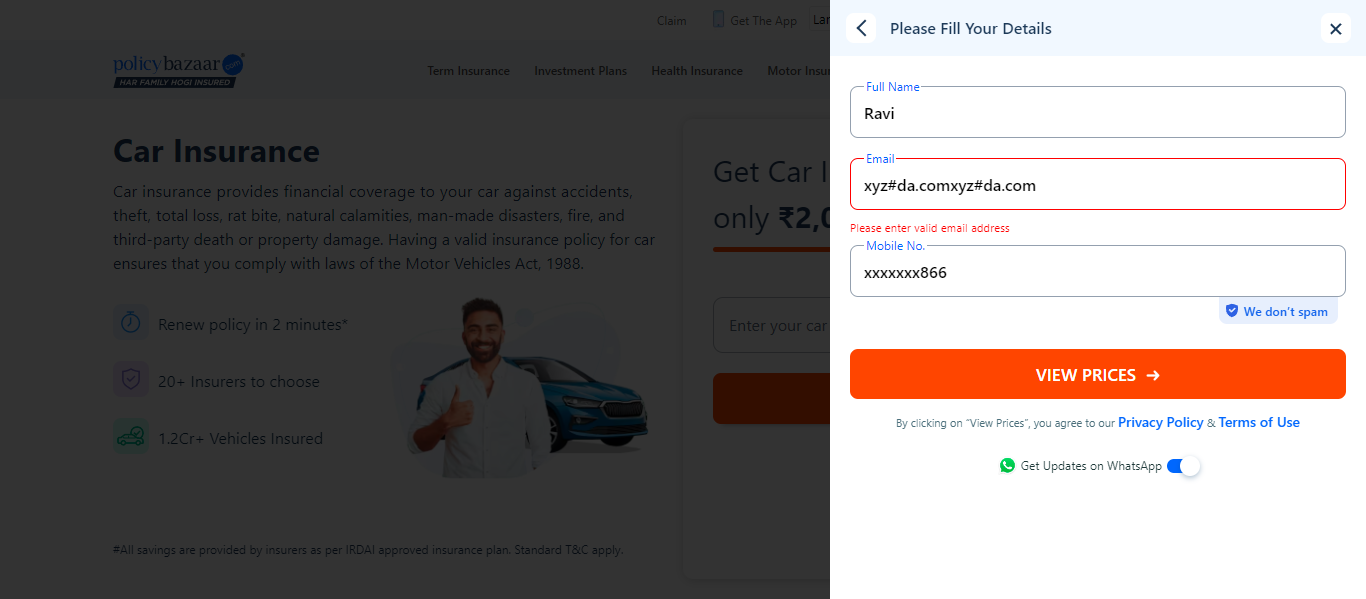 Claim
Get The App
Lar
policybazaar.com
HAR FAMILY HOGI INSURED
Term Insurance
Investment Plans
Health Insurance
Motor Insu
Car Insurance
Car insurance provides financial coverage to your car against accidents,
theft, total loss, rat bite, natural calamities, man-made disasters, fire, and
third-party death or property damage. Having a valid insurance policy for car
ensures that you comply with laws of the Motor Vehicles Act, 1988.
Renew policy in 2 minutes*
20+ Insurers to choose
1.2Cr+ Vehicles Insured
#All savings are provided by insurers as per IRDAI approved insurance plan. Standard T&C apply.
Get Car I
only ₹2,0
Enter your car
Please Fill Your Details
Full Name
Ravi
Email
xyz#da.comxyz#da.com
Please enter valid email address
Mobile No.
xxxxxxx866
We don't spam
VIEW PRICES →
By clicking on "View Prices", you agree to our Privacy Policy & Terms of Use
Get Updates on WhatsApp